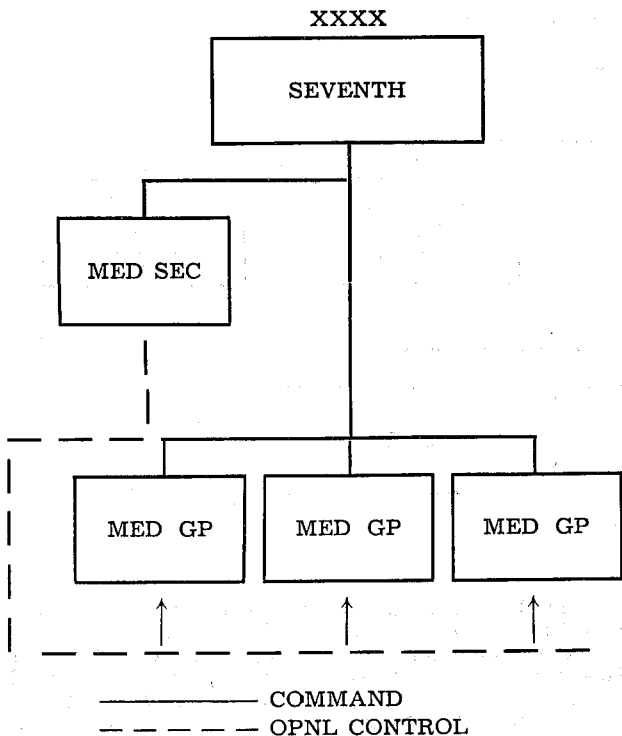 XXXX
SEVENTH
MED SEC
MED GP
MED GP
MED GP
COMMAND
OPNL CONTROL